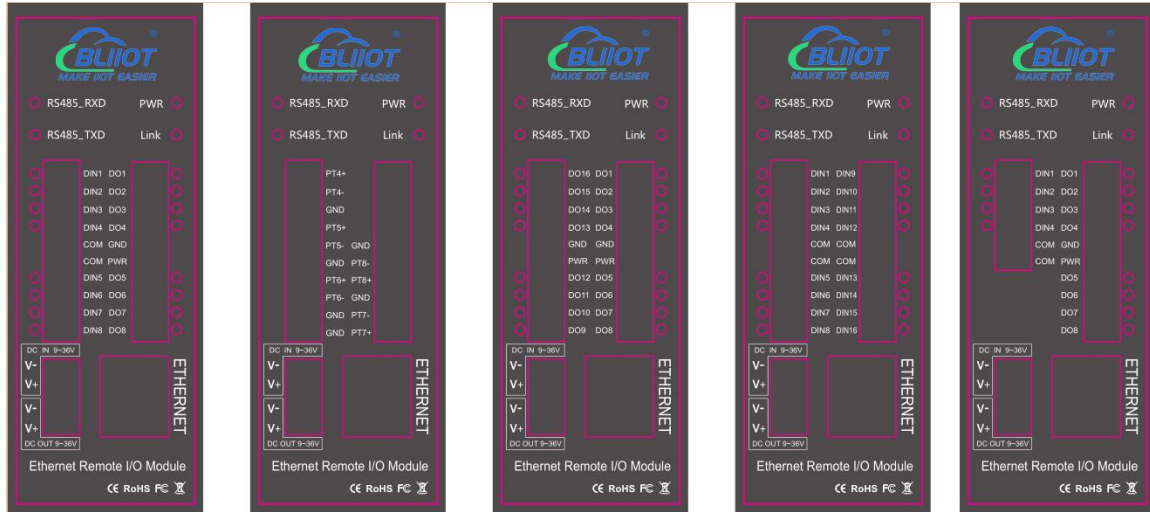 BLIIOT ®
MAKE IIOT EASIER
RS485_RXD PWR
RS485_TXD Link
DIN1 DO1
DIN2 DO2
DIN3 DO3
DIN4 DO4
COM GND
COM PWR
DIN5 DO5
DIN6 DO6
DIN7 DO7
DIN8 DO8
DC IN 9~36V
V-
V+
V-
V+
DC OUT 9~36V
ETHERNET
Ethernet Remote I/O Module
CE RoHS FC
BLIIOT ®
MAKE IIOT EASIER
RS485_RXD PWR
RS485_TXD Link
PT4+
PT4-
GND
PT5+
PT5- GND
GND PT8-
PT6+ PT8+
PT6- GND
GND PT7-
GND PT7+
DC IN 9~36V
V-
V+
V-
V+
DC OUT 9~36V
ETHERNET
Ethernet Remote I/O Module
CE RoHS FC
BLIIOT ®
MAKE IIOT EASIER
RS485_RXD PWR
RS485_TXD Link
DO16 DO1
DO15 DO2
DO14 DO3
DO13 DO4
GND GND
PWR PWR
DO12 DO5
DO11 DO6
DO10 DO7
DO9 DO8
DC IN 9~36V
V-
V+
V-
V+
DC OUT 9~36V
ETHERNET
Ethernet Remote I/O Module
CE RoHS FC
BLIIOT ®
MAKE IIOT EASIER
RS485_RXD PWR
RS485_TXD Link
DIN1 DIN9
DIN2 DIN10
DIN3 DIN11
DIN4 DIN12
COM COM
COM COM
DIN5 DIN13
DIN6 DIN14
DIN7 DIN15
DIN8 DIN16
DC IN 9~36V
V-
V+
V-
V+
DC OUT 9~36V
ETHERNET
Ethernet Remote I/O Module
CE RoHS FC
BLIIOT ®
MAKE IIOT EASIER
RS485_RXD PWR
RS485_TXD Link
DIN1 DO1
DIN2 DO2
DIN3 DO3
DIN4 DO4
COM GND
COM PWR
DO5
DO6
DO7
DO8
DC IN 9~36V
V-
V+
V-
V+
DC OUT 9~36V
ETHERNET
Ethernet Remote I/O Module
CE RoHS FC